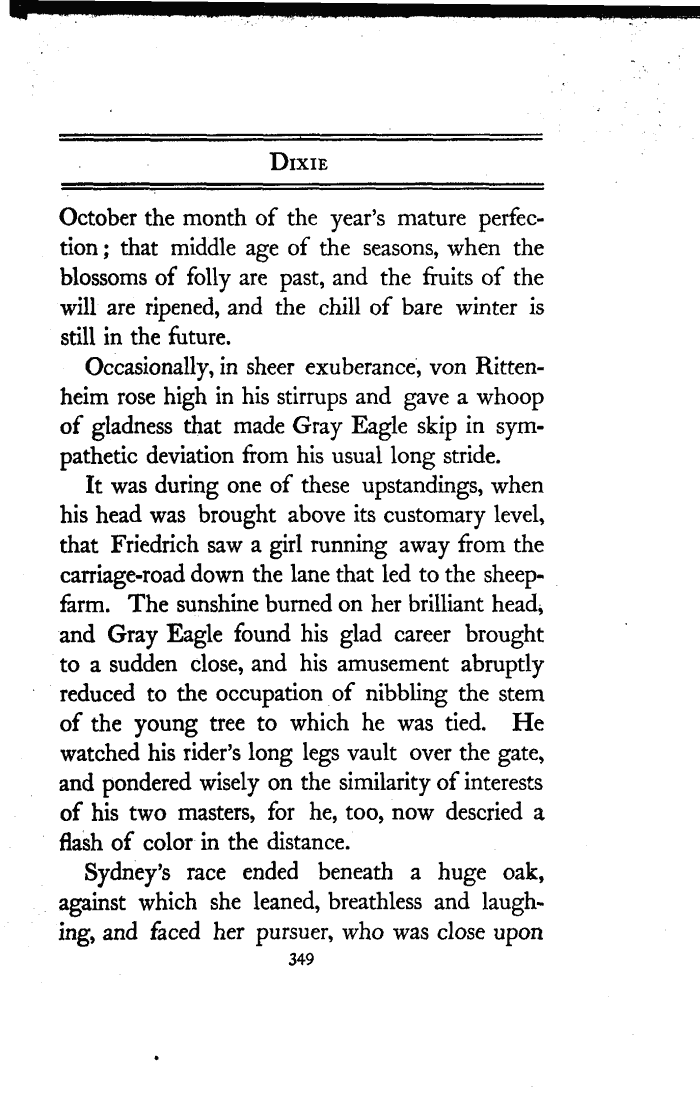 Dixie
October the month of the year's mature perfec-
tion; that middle age of the seasons, when the
blossoms of folly are past, and the fruits of the
will are ripened, and the chill of bare winter is
still in the future.
Occasionally, in sheer exuberance, von Ritten-
heim rose high in his stirrups and gave a whoop
of gladness that made Gray Eagle skip in sym-
pathetic deviation from his usual long stride.
It was during one of these upstandings, when
his head was brought above its customary level,
that Friedrich saw a girl running away from the
carriage-road down the lane that led to the sheep-
farm. The sunshine burned on her brilliant head,
and Gray Eagle found his glad career brought
to a sudden close, and his amusement abruptly
reduced to the occupation of nibbling the stem
of the young tree to which he was tied. He
watched his rider's long legs vault over the gate,
and pondered wisely on the similarity of interests
of his two masters, for he, too, now descried a
flash of color in the distance.
Sydney's race ended beneath a huge oak,
against which she leaned, breathless and laugh-
ing, and faced her pursuer, who was close upon
349